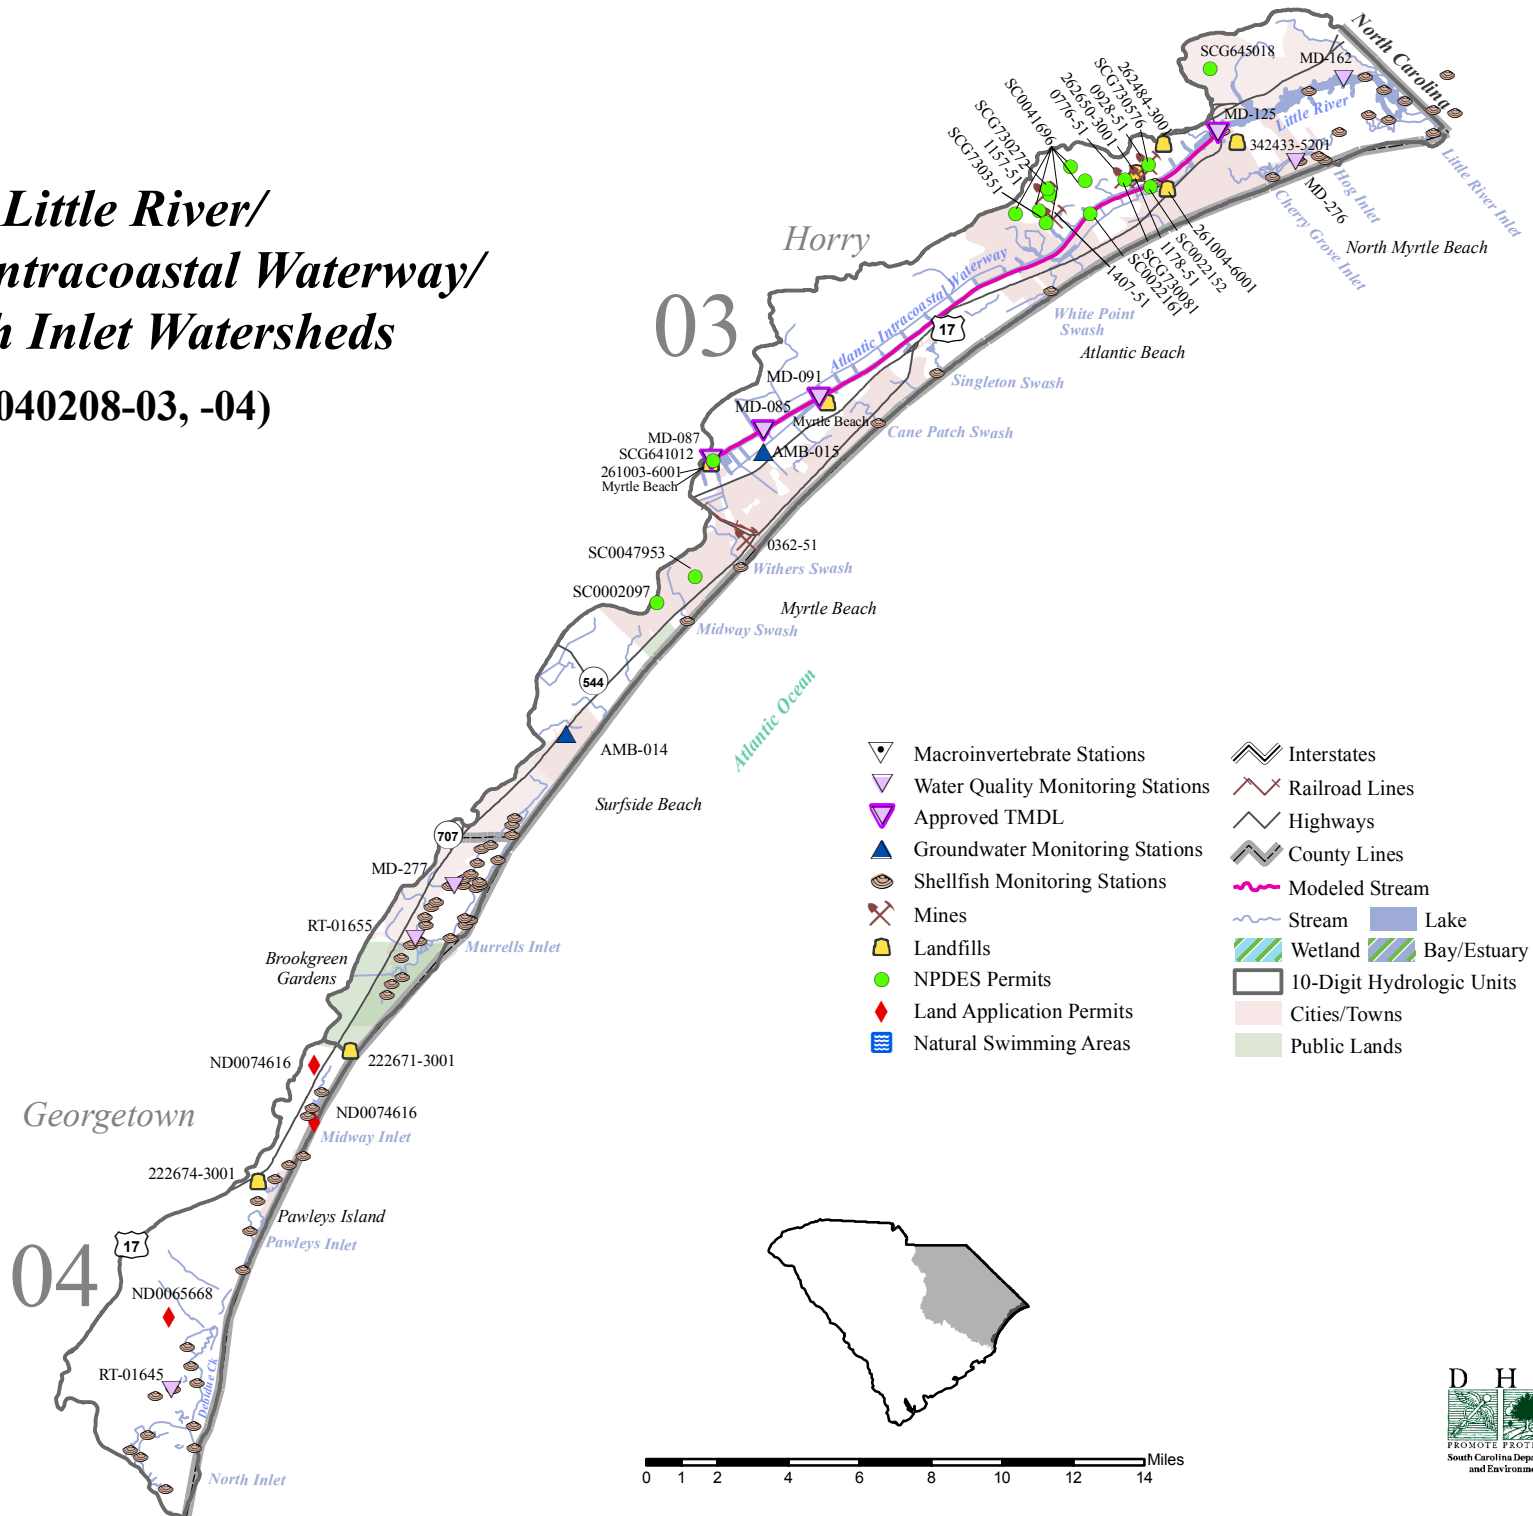 Little River/
ntracoastal Waterway/
h Inlet Watersheds
040208-03, -04)
North Carolina
SCG645018
MD-162
Little River
MD-125
342433-5201
262484-3001
SCG730576
0928-51
262650-3001
0776-51
SC0041696
SCG730272
1157-51
SCG730351
Hog Inlet
Little River Inlet
MD-276
Cherry Grove Inlet
North Myrtle Beach
261004-6001
SC0022152
1178-51
SCG730081
SC0022161
1407-51
Horry
03
Atlantic Intracoastal Waterway
17
White Point
Swash
Atlantic Beach
Singleton Swash
MD-091
MD-085
Myrtle Beach
Cane Patch Swash
MD-087
SCG641012
261003-6001
Myrtle Beach
AMB-015
0362-51
SC0047953
Withers Swash
SC0002097
Myrtle Beach
Midway Swash
544
Atlantic Ocean
AMB-014
Surfside Beach
707
MD-277
RT-01655
Murrells Inlet
Brookgreen
Gardens
ND0074616
222671-3001
Georgetown
ND0074616
Midway Inlet
222674-3001
Pawleys Island
Pawleys Inlet
17
04
ND0065668
RT-01645
Debidue Ck
North Inlet
Macroinvertebrate Stations
Water Quality Monitoring Stations
Approved TMDL
Groundwater Monitoring Stations
Shellfish Monitoring Stations
Mines
Landfills
NPDES Permits
Land Application Permits
Natural Swimming Areas
Interstates
Railroad Lines
Highways
County Lines
Modeled Stream
Stream Lake
Wetland Bay/Estuary
10-Digit Hydrologic Units
Cities/Towns
Public Lands
0 1 2 4 6 8 10 12 14 Miles
D H
PROMOTE PROTE
South Carolina Depa
and Environm